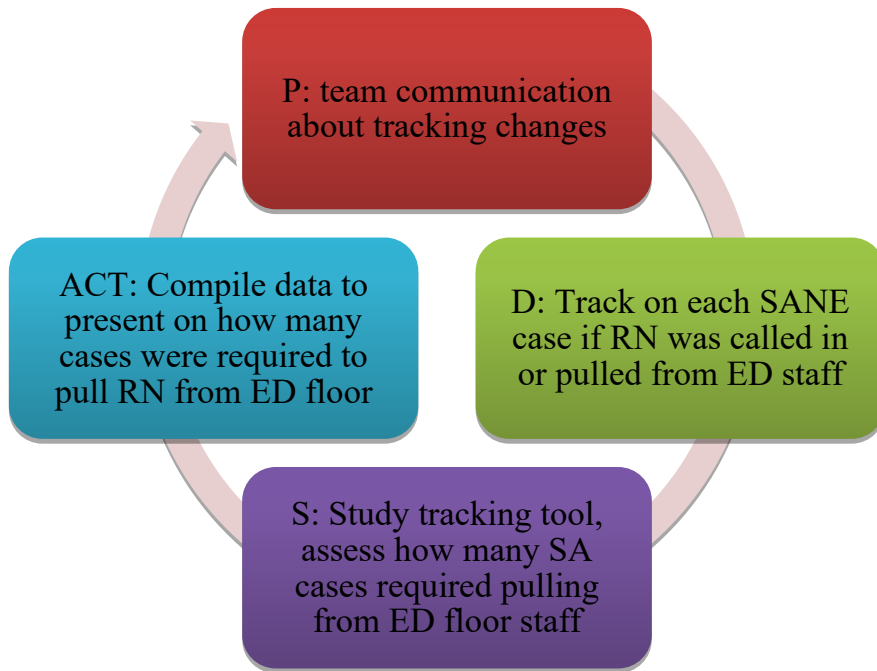 P: team communication
about tracking changes
D: Track on each SANE
case if RN was called in
or pulled from ED staff
S: Study tracking tool,
assess how many SA
cases required pulling
from ED floor staff
ACT: Compile data to
present on how many
cases were required to
pull RN from ED floor